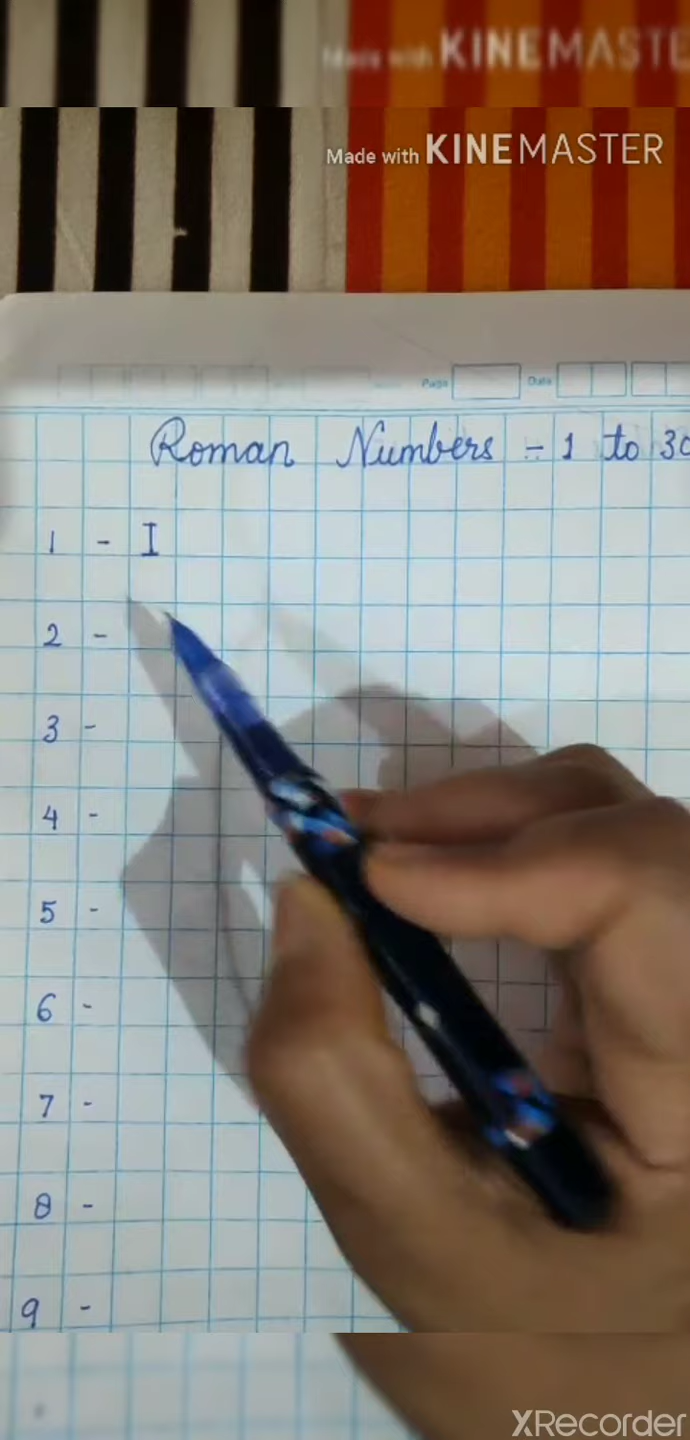 Made with KINEMASTE
Made with KINEMASTER
Page Date
Roman Numbers - 1 to 30
1 - I
2 -
3 -
4 -
5 -
6 -
7 -
8 -
9 -
XRecorder